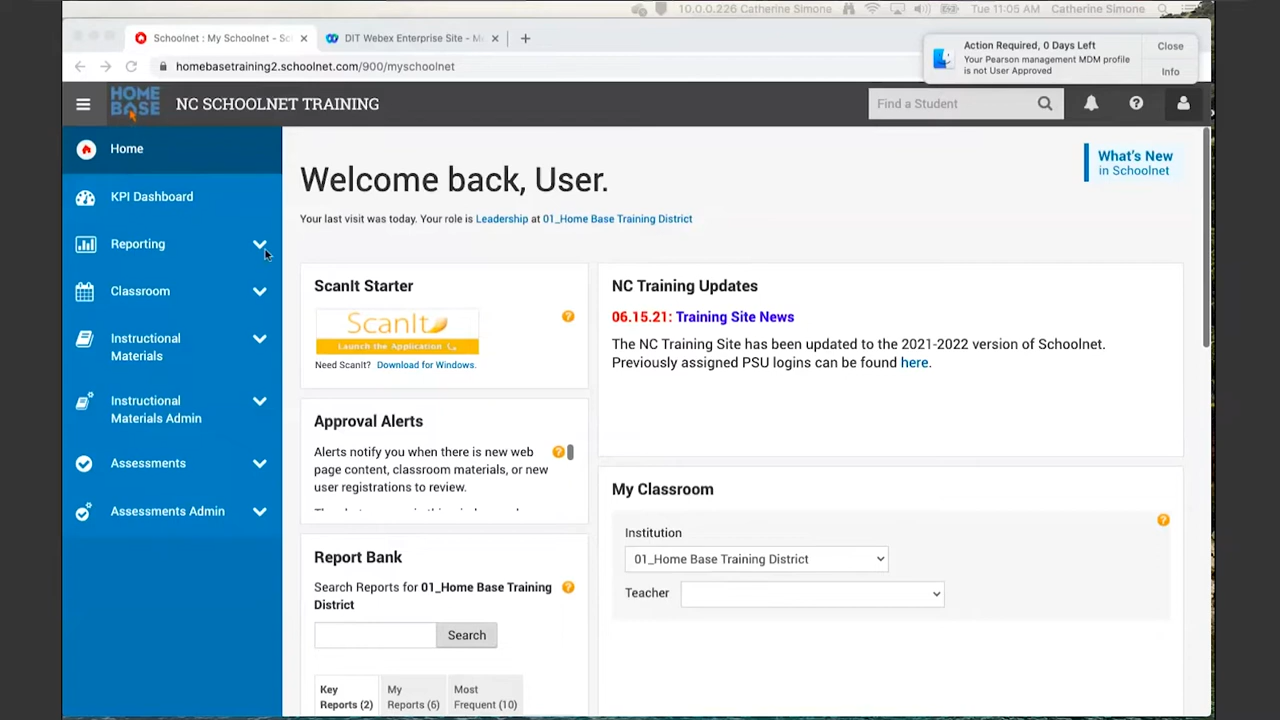 10.0.0.226 Catherine Simone
Tue 11:05 AM Catherine Simone
Schoolnet : My Schoolnet - Sc
DIT Webex Enterprise Site - M
homebasetraining2.schoolnet.com/900/myschoolnet
Action Required, 0 Days Left
Your Pearson management MDM profile
is not User Approved
Close
Info
HOME
BASE
NC SCHOOLNET TRAINING
Find a Student
Home
KPI Dashboard
Reporting
Classroom
Instructional
Materials
Instructional
Materials Admin
Assessments
Assessments Admin
Welcome back, User.
Your last visit was today. Your role is Leadership at 01_Home Base Training District
What's New
in Schoolnet
ScanIt Starter
ScanIt
Launch the Application
Need ScanIt? Download for Windows.
Approval Alerts
Alerts notify you when there is new web
page content, classroom materials, or new
user registrations to review.
Report Bank
Search Reports for 01_Home Base Training
District
Search
Key
Reports (2)
My
Reports (6)
Most
Frequent (10)
NC Training Updates
06.15.21: Training Site News
The NC Training Site has been updated to the 2021-2022 version of Schoolnet.
Previously assigned PSU logins can be found here.
My Classroom
Institution
01_Home Base Training District
Teacher